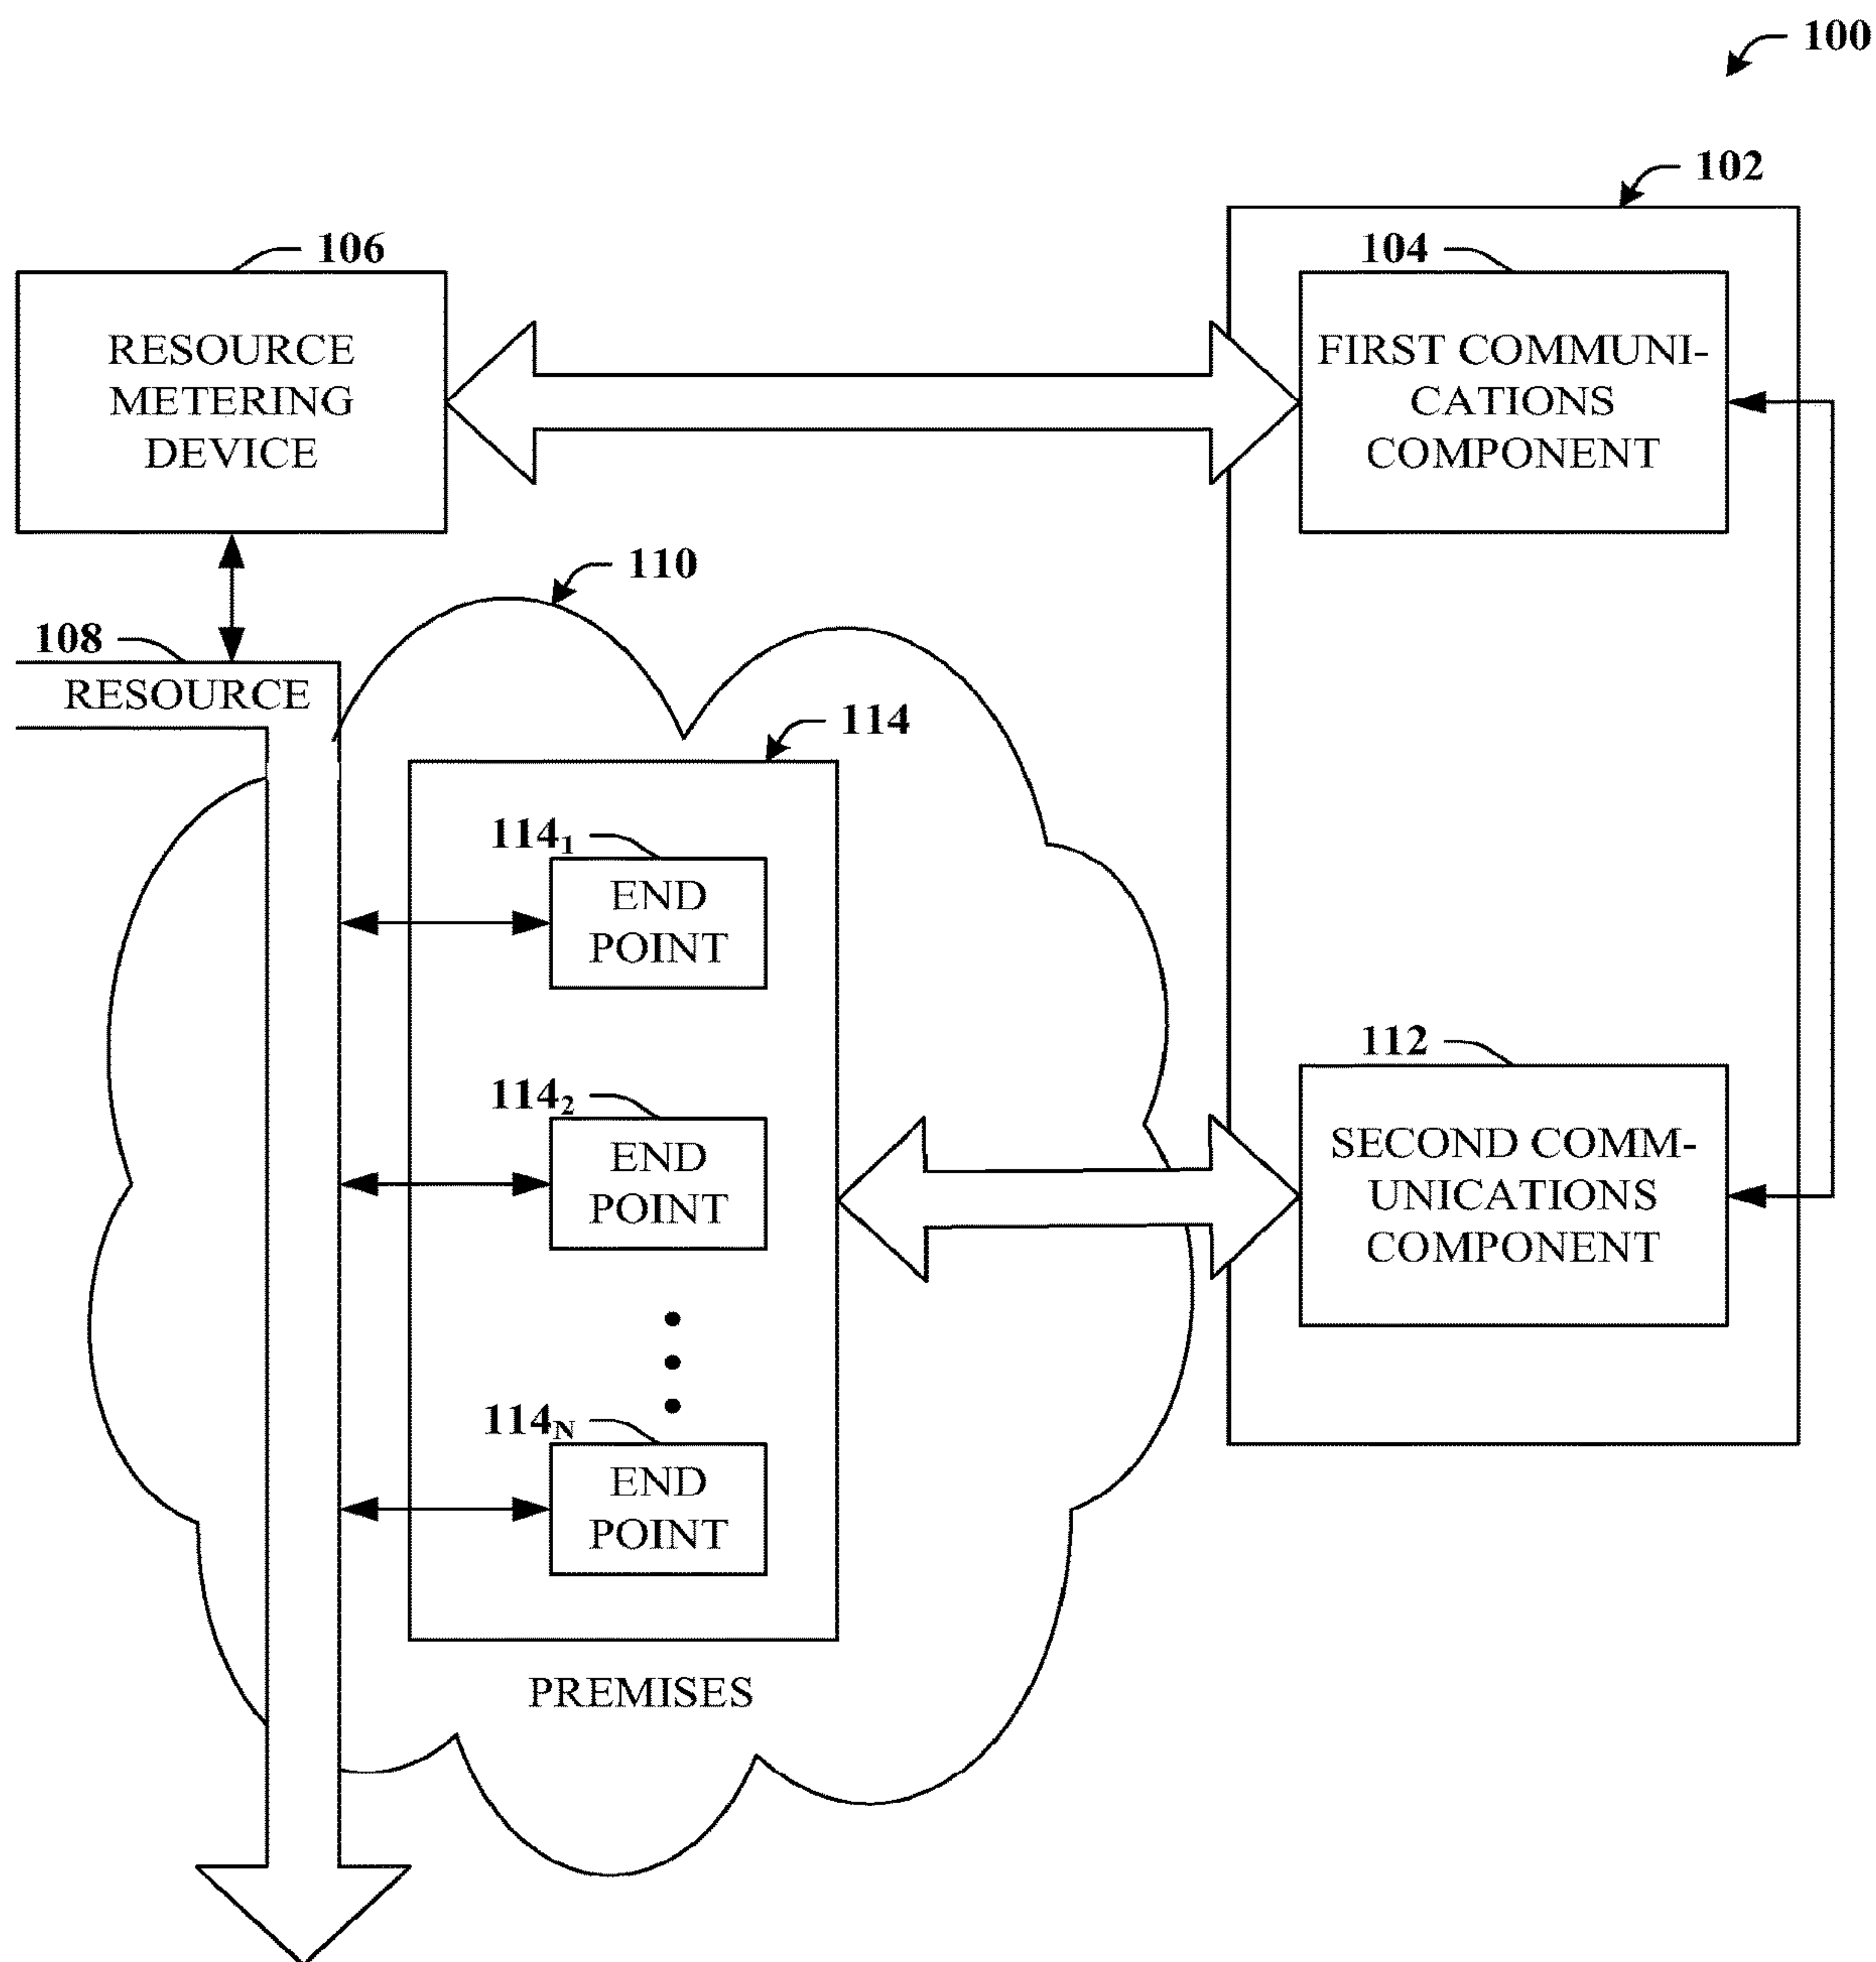 100
102
106
104
RESOURCE
METERING
DEVICE
FIRST COMMUNI-
CATIONS
COMPONENT
110
108
RESOURCE
114
114₁
END
POINT
112
114₂
END
POINT
SECOND COMM-
UNICATIONS
COMPONENT
114N
END
POINT
PREMISES